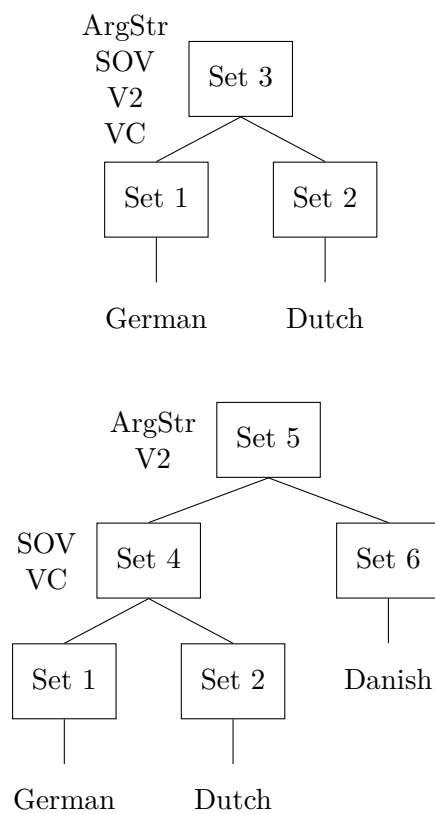 ArgStr
SOV
V2
VC
Set 3
Set 1
Set 2
German
Dutch
ArgStr
V2
Set 5
SOV
VC
Set 4
Set 6
Set 1
Set 2
Danish
German
Dutch